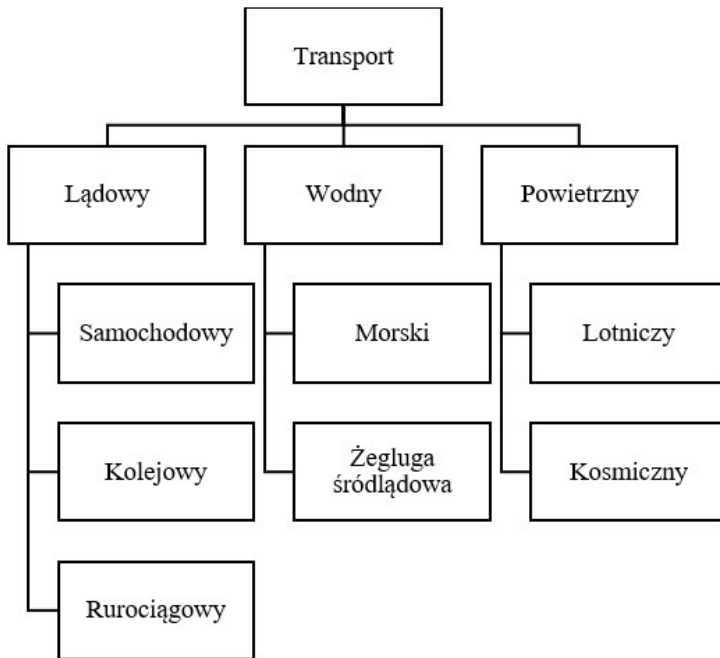 Transport
Lądowy
Wodny
Powietrzny
Samochodowy
Morski
Lotniczy
Kolejowy
Żegluga
śródlądowa
Kosmiczny
Rurociągowy